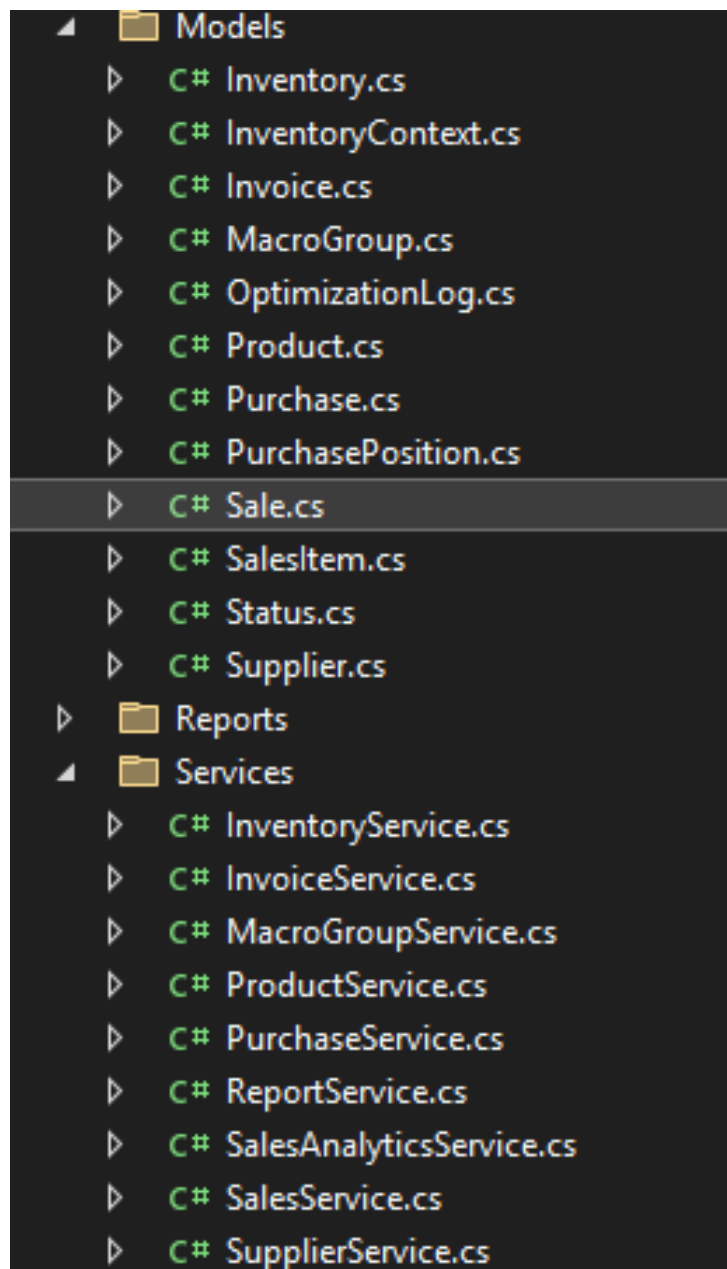 Models
C# Inventory.cs
C# InventoryContext.cs
C# Invoice.cs
C# MacroGroup.cs
C# OptimizationLog.cs
C# Product.cs
C# Purchase.cs
C# PurchasePosition.cs
C# Sale.cs
C# SalesItem.cs
C# Status.cs
C# Supplier.cs
Reports
Services
C# InventoryService.cs
C# InvoiceService.cs
C# MacroGroupService.cs
C# ProductService.cs
C# PurchaseService.cs
C# ReportService.cs
C# SalesAnalyticsService.cs
C# SalesService.cs
C# SupplierService.cs